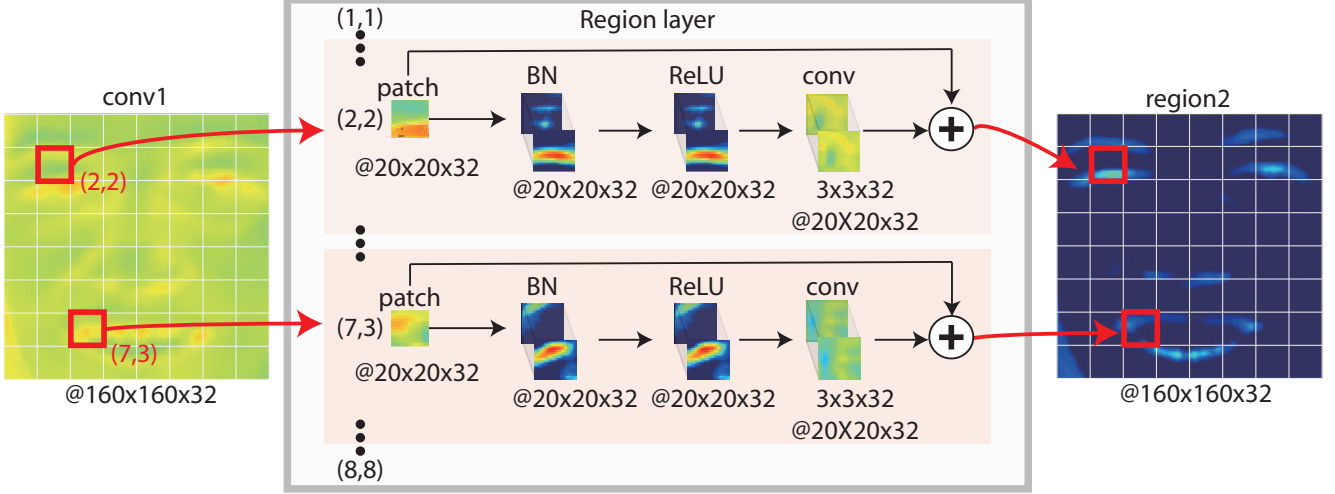 Region layer
(1,1)
conv1
(2,2)
(7,3)
@160x160x32
patch
BN
ReLU
conv
(2,2)
@20x20x32
@20x20x32
@20x20x32
3x3x32
@20X20x32
patch
BN
ReLU
conv
(7,3)
@20x20x32
@20x20x32
@20x20x32
3x3x32
@20X20x32
(8,8)
region2
@160x160x32